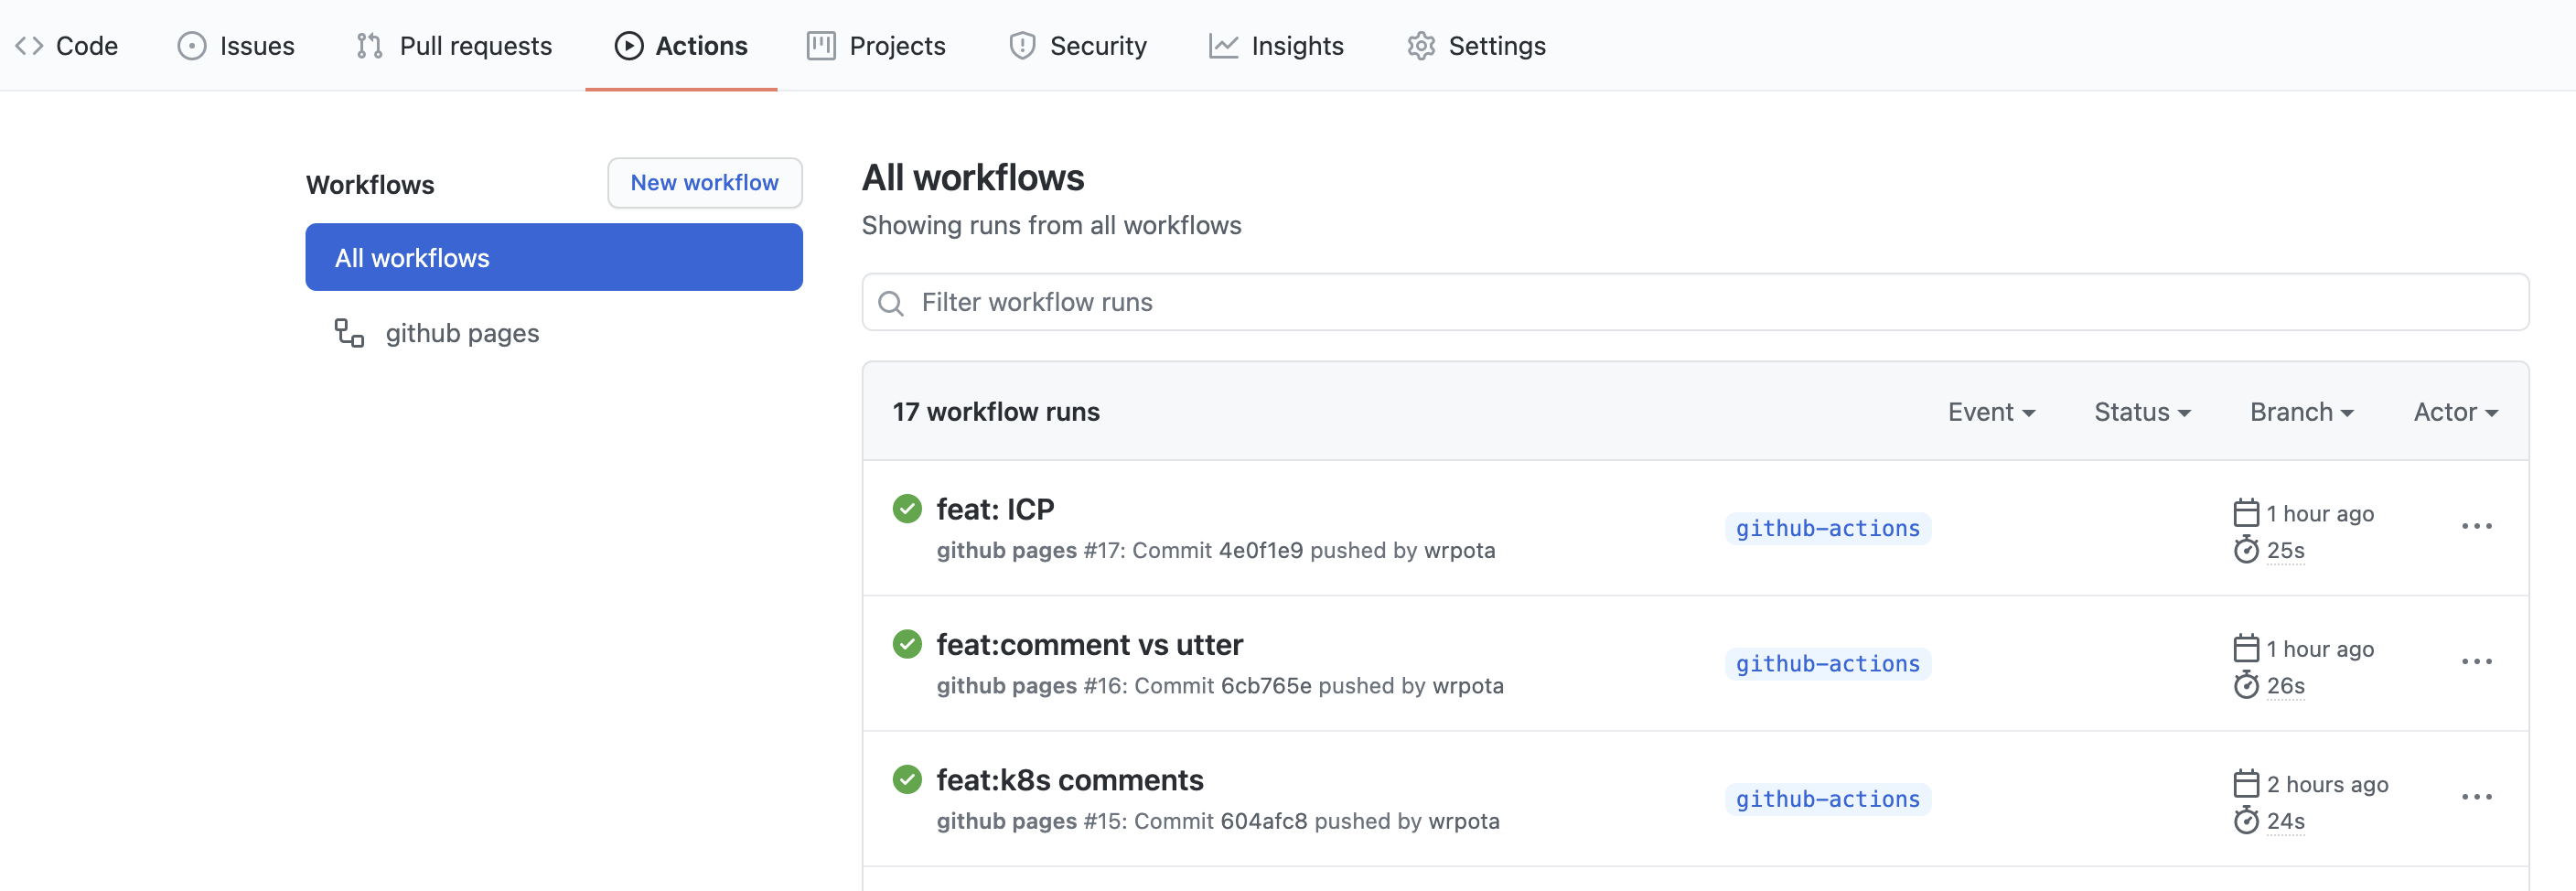 Code Issues Pull requests Actions Projects Security Insights Settings
Workflows
New workflow
All workflows
github pages
All workflows
Showing runs from all workflows
Filter workflow runs
17 workflow runs Event Status Branch Actor
feat: ICP
github pages #17: Commit 4e0f1e9 pushed by wrpota
github-actions
1 hour ago
25s
feat:comment vs utter
github pages #16: Commit 6cb765e pushed by wrpota
github-actions
1 hour ago
26s
feat:k8s comments
github pages #15: Commit 604afc8 pushed by wrpota
github-actions
2 hours ago
24s